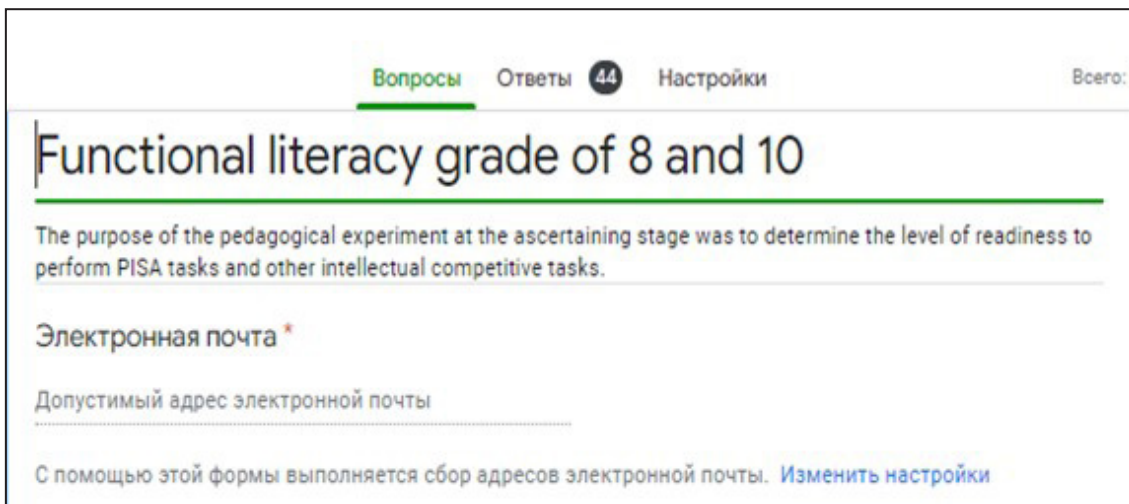 Вопросы Ответы 44 Настройки Всего:
Functional literacy grade of 8 and 10
The purpose of the pedagogical experiment at the ascertaining stage was to determine the level of readiness to
perform PISA tasks and other intellectual competitive tasks.
Электронная почта *
Допустимый адрес электронной почты
С помощью этой формы выполняется сбор адресов электронной почты. Изменить настройки